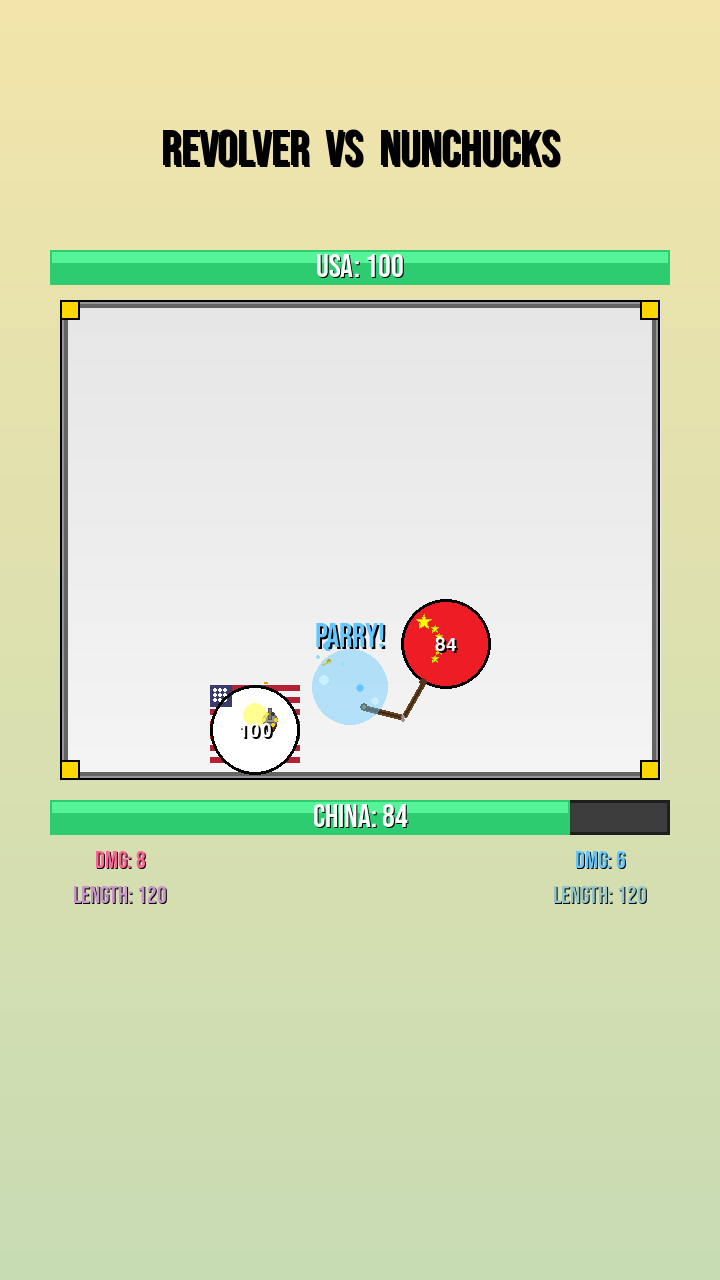 REVOLVER VS NUNCHUCKS
USA: 100
PARRY!
84
100
CHINA: 84
DMG: 8
DMG: 6
LENGTH: 120
LENGTH: 120